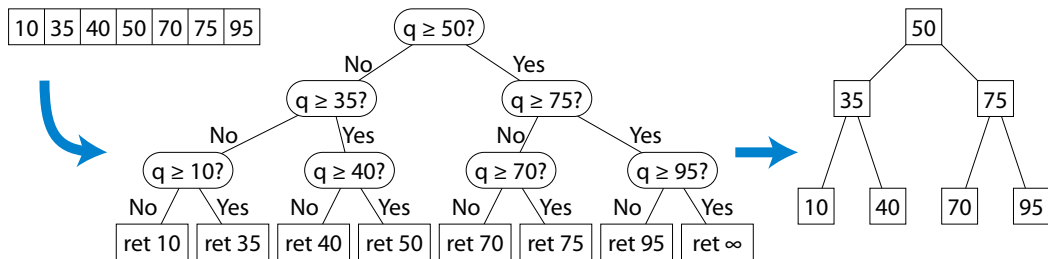 10 35 40 50 70 75 95
q ≥ 50?
50
No Yes
q ≥ 35? q ≥ 75?
35 75
No Yes No Yes
q ≥ 10? q ≥ 40? q ≥ 70? q ≥ 95?
No Yes No Yes No Yes No Yes
10 40 70 95
ret 10 ret 35 ret 40 ret 50 ret 70 ret 75 ret 95 ret ∞